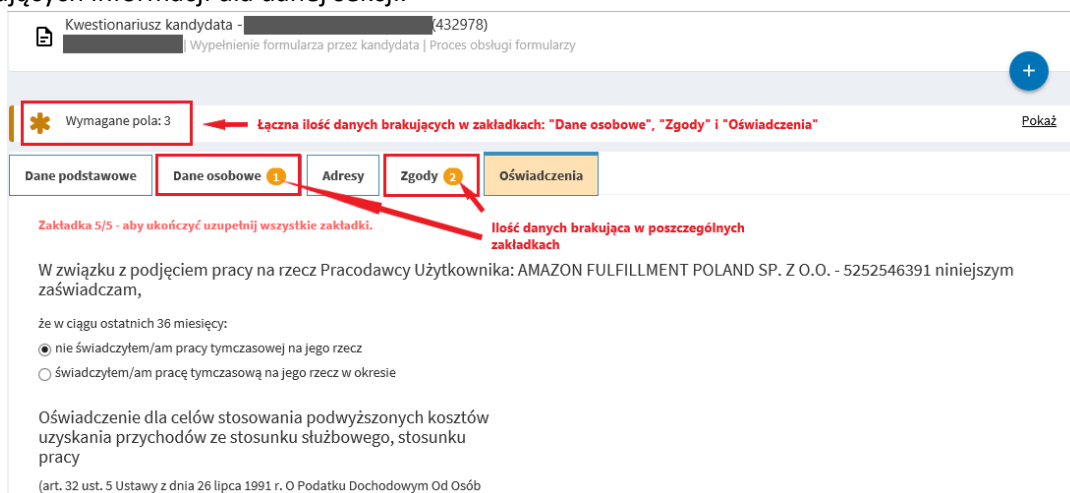 ających informacji dla danej sekcji.
Kwestionariusz kandydata - (432978)
| Wypełnienie formularza przez kandydata | Proces obsługi formularzy
+
Wymagane pola: 3
Łączna ilość danych brakujących w zakładkach: "Dane osobowe", "Zgody" i "Oświadczenia"
Pokaż
Dane podstawowe Dane osobowe 1 Adresy Zgody 2 Oświadczenia
Zakładka 5/5 - aby ukończyć uzupełnij wszystkie zakładki.
Ilość danych brakująca w poszczególnych
zakładkach
W związku z podjęciem pracy na rzecz Pracodawcy Użytkownika: AMAZON FULFILLMENT POLAND SP. Z O.O. - 5252546391 niniejszym
zaświadczam,
że w ciągu ostatnich 36 miesięcy:
nie świadczyłem/am pracy tymczasowej na jego rzecz
świadczyłem/am pracę tymczasową na jego rzecz w okresie
Oświadczenie dla celów stosowania podwyższonych kosztów
uzyskania przychodów ze stosunku służbowego, stosunku
pracy
(art. 32 ust. 5 Ustawy z dnia 26 lipca 1991 r. O Podatku Dochodowym Od Osób